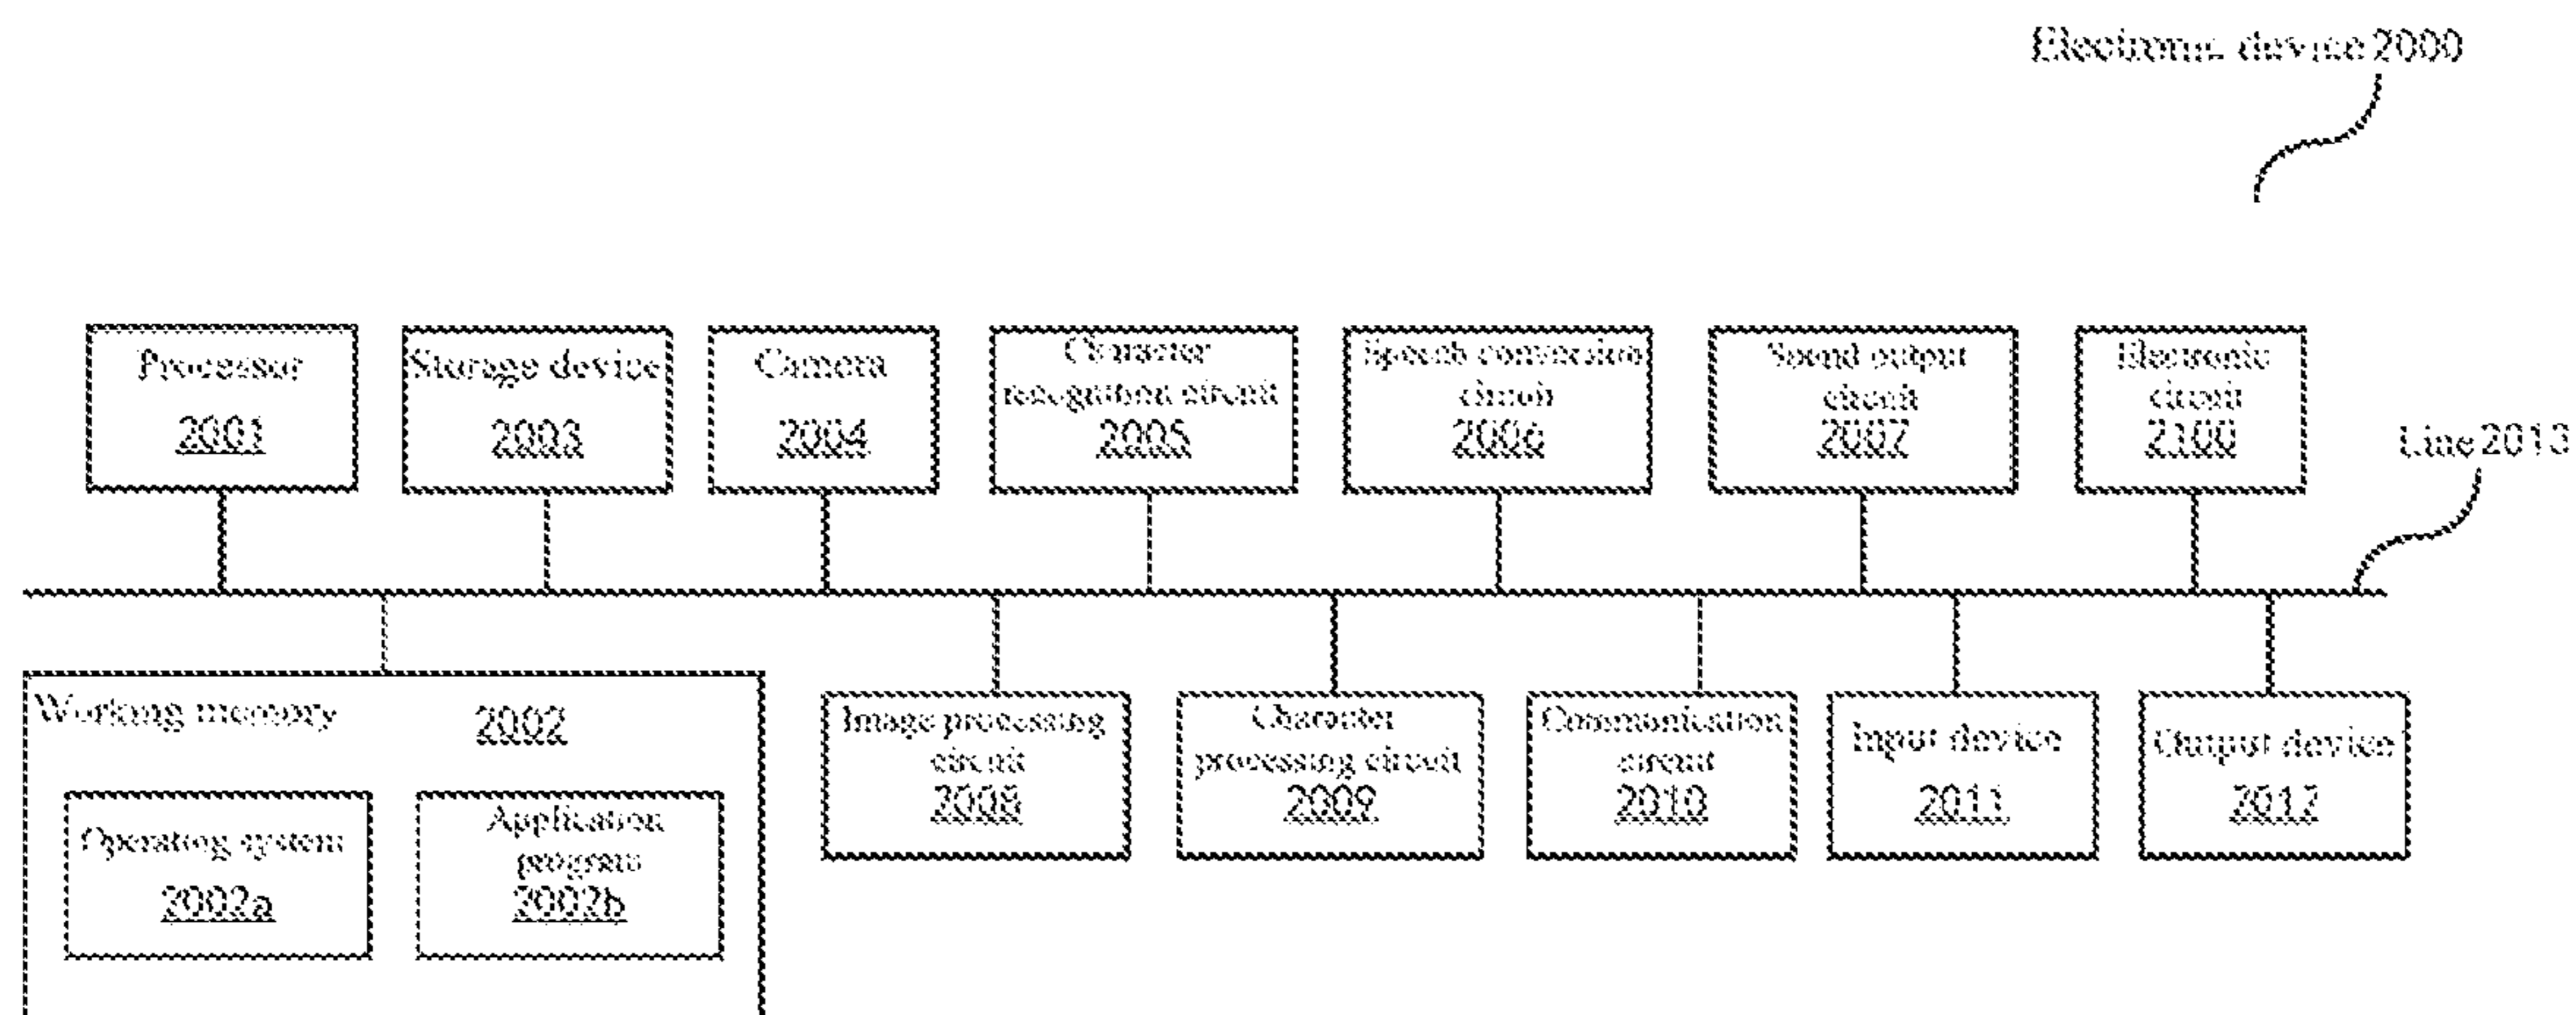 Electronic device 2000
Processor
2001
Storage device
2003
Camera
2004
Character
recognition circuit
2005
Speech conversion
circuit
2006
Sound output
circuit
2007
Electronic
circuit
2100
Line 2013
Working memory 2002
Operating system
2002a
Application
program
2002b
Image processing
circuit
2008
Character
processing circuit
2009
Communication
circuit
2010
Input device
2011
Output device
2012